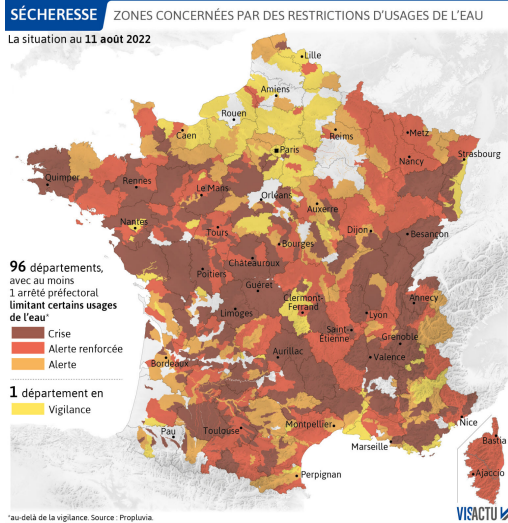 SÉCHERESSE ZONES CONCERNÉES PAR DES RESTRICTIONS D'USAGES DE L'EAU
La situation au 11 août 2022
Lille
Amiens
Rouen
Caen
Reims
Metz
Paris
Nancy
Strasbourg
Quimper
Rennes
Le Mans
Orléans
Auxerre
Nantes
Tours
Dijon
Besançon
Bourges
Châteauroux
Poitiers
Guéret
Annecy
Limoges
Clermont-
Ferrand
Lyon
Saint-
Étienne
Grenoble
Aurillac
Valence
Bordeaux
Toulouse
Montpellier
Nice
Pau
Marseille
Perpignan
Bastia
Ajaccio
96 départements,
avec au moins
1 arrêté préfectoral
limitant certains usages
de l'eau*
Crise
Alerte renforcée
Alerte
1 département en
Vigilance
*au-delà de la vigilance. Source : Propluvia.
VISACTU